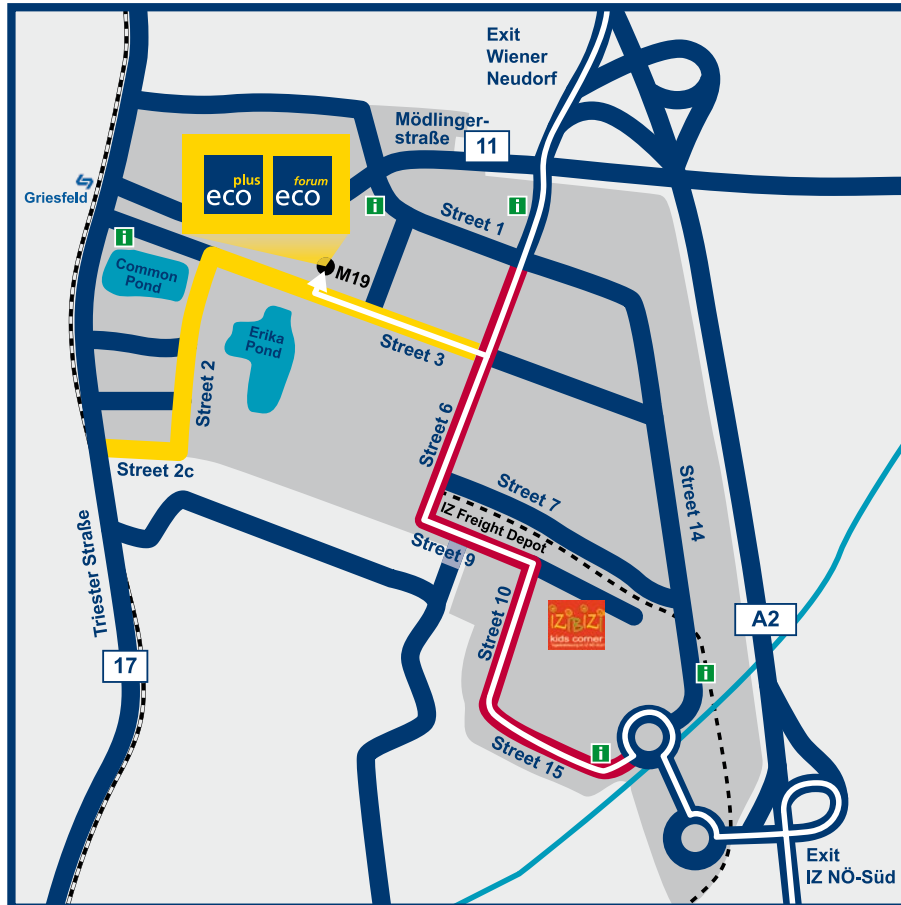 Exit
Wiener
Neudorf
Mödlinger-
straße
11
plus
eco
forum
eco
Griesfeld
i
i
i
Street 1
Common
Pond
M19
Erika
Pond
Street 3
Street 2
Street 6
Street 2c
Street 7
Street 14
IZ Freight Depot
Street 9
Triester Straße
Street 10
IZIBIZI
kids corner
A2
17
i
i
Street 15
Exit
IZ NÖ-Süd